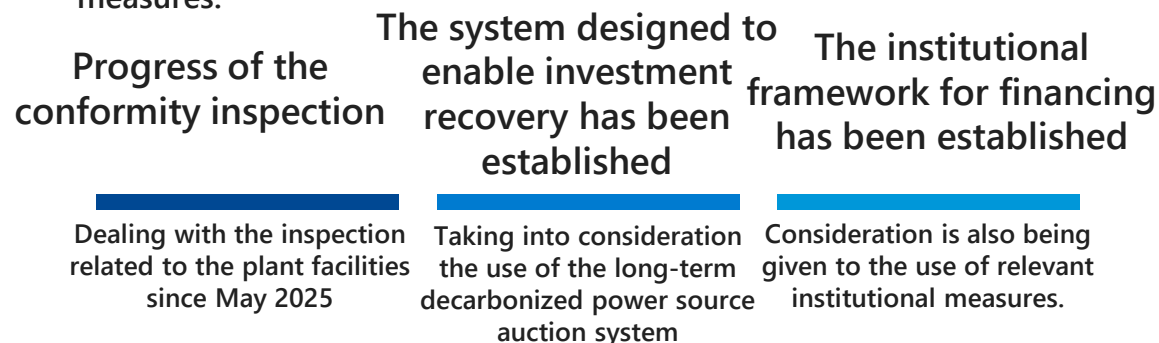 measures.
Progress of the
conformity inspection
The system designed to
enable investment
recovery has been
established
The institutional
framework for financing
has been established
Dealing with the inspection
related to the plant facilities
since May 2025
Taking into consideration
the use of the long-term
decarbonized power source
auction system
Consideration is also being
given to the use of relevant
institutional measures.